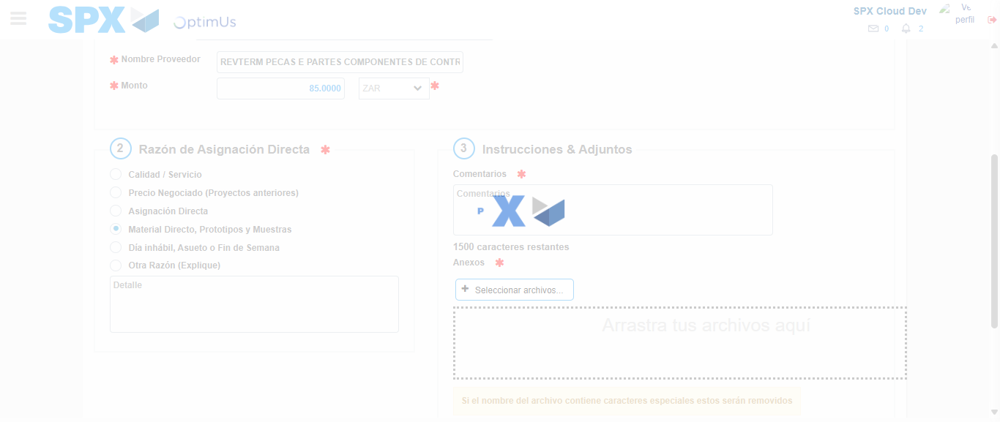 SPX OptimUs
SPX Cloud Dev
Ve
perfil
0 2
Nombre Proveedor REVTERM PECAS E PARTES COMPONENTES DE CONTR
Monto 85.0000 ZAR
2 Razón de Asignación Directa
Calidad / Servicio
Precio Negociado (Proyectos anteriores)
Asignación Directa
Material Directo, Prototipos y Muestras
Día inhábil, Asueto o Fin de Semana
Otra Razón (Explique)
Detalle
3 Instrucciones & Adjuntos
Comentarios
Comentarios
P X
1500 caracteres restantes
Anexos
Seleccionar archivos...
Arrastra tus archivos aquí
Si el nombre del archivo contiene caracteres especiales estos serán removidos